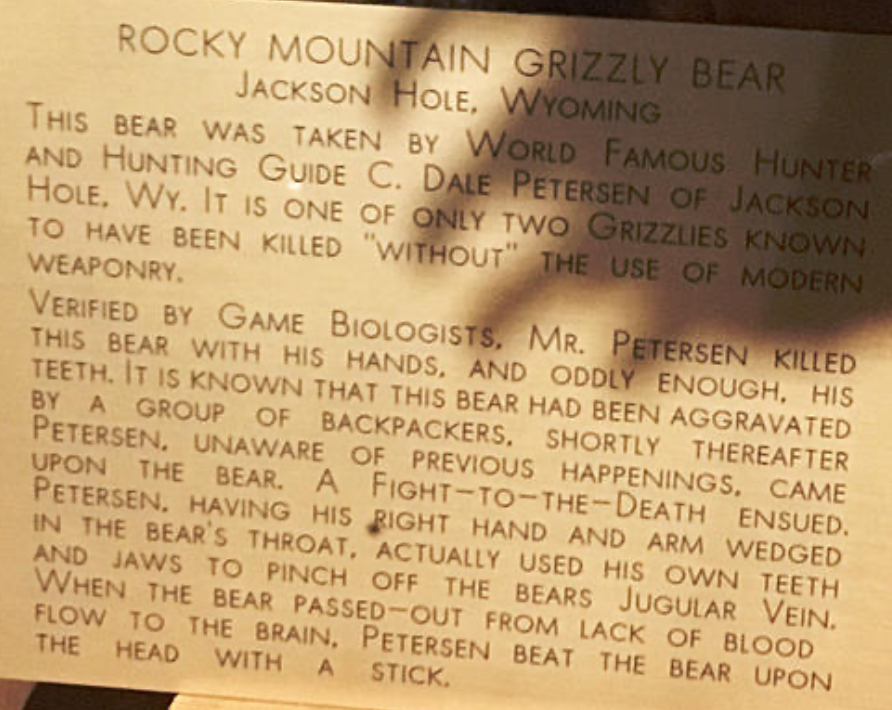 ROCKY MOUNTAIN GRIZZLY BEAR
JACKSON HOLE, WYOMING
THIS BEAR WAS TAKEN BY WORLD FAMOUS HUNTER
AND HUNTING GUIDE C. DALE PETERSEN OF JACKSON
HOLE, WY. IT IS ONE OF ONLY TWO GRIZZLIES KNOWN
TO HAVE BEEN KILLED "WITHOUT" THE USE OF MODERN
WEAPONRY.
VERIFIED BY GAME BIOLOGISTS, MR. PETERSEN KILLED
THIS BEAR WITH HIS HANDS, AND ODDLY ENOUGH, HIS
TEETH. IT IS KNOWN THAT THIS BEAR HAD BEEN AGGRAVATED
BY A GROUP OF BACKPACKERS, SHORTLY THEREAFTER
PETERSEN, UNAWARE OF PREVIOUS HAPPENINGS, CAME
UPON THE BEAR. A FIGHT-TO-THE-DEATH ENSUED.
PETERSEN, HAVING HIS RIGHT HAND AND ARM WEDGED
IN THE BEAR'S THROAT, ACTUALLY USED HIS OWN TEETH
AND JAWS TO PINCH OFF THE BEARS JUGULAR VEIN.
WHEN THE BEAR PASSED-OUT FROM LACK OF BLOOD
FLOW TO THE BRAIN, PETERSEN BEAT THE BEAR UPON
THE HEAD WITH A STICK.